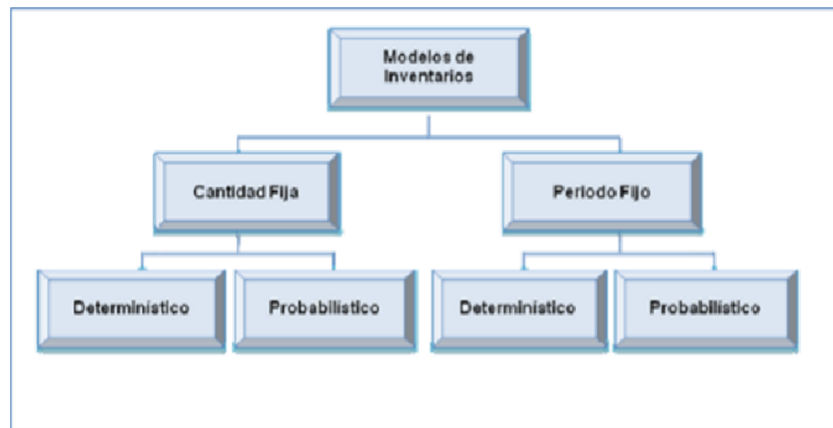 Modelos de
Inventarios
Cantidad Fija
Periodo Fijo
Determinístico
Probabilístico
Determinístico
Probabilístico